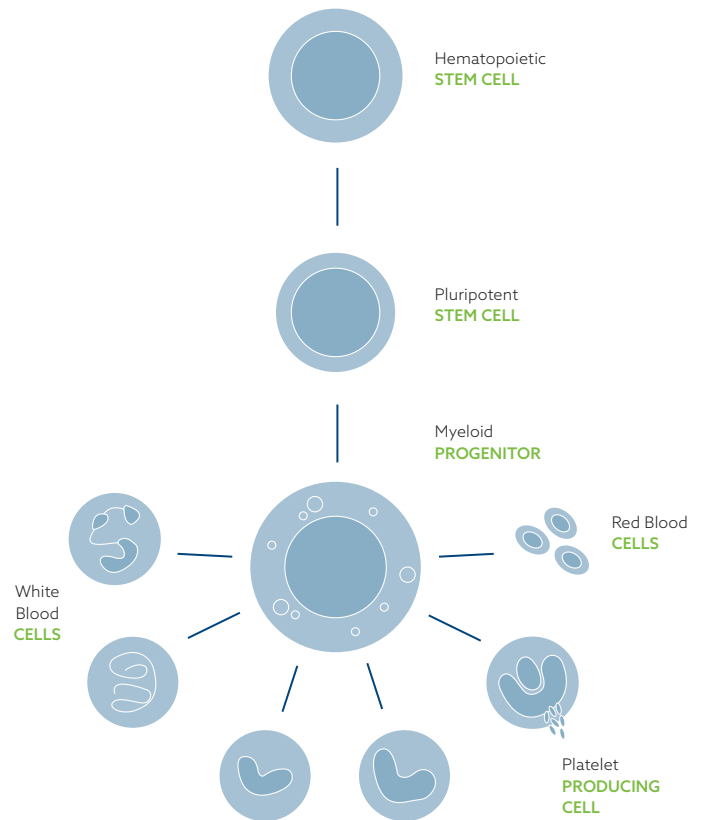 Hematopoietic
STEM CELL
Pluripotent
STEM CELL
Myeloid
PROGENITOR
Red Blood
CELLS
White
Blood
CELLS
Platelet
PRODUCING
CELL